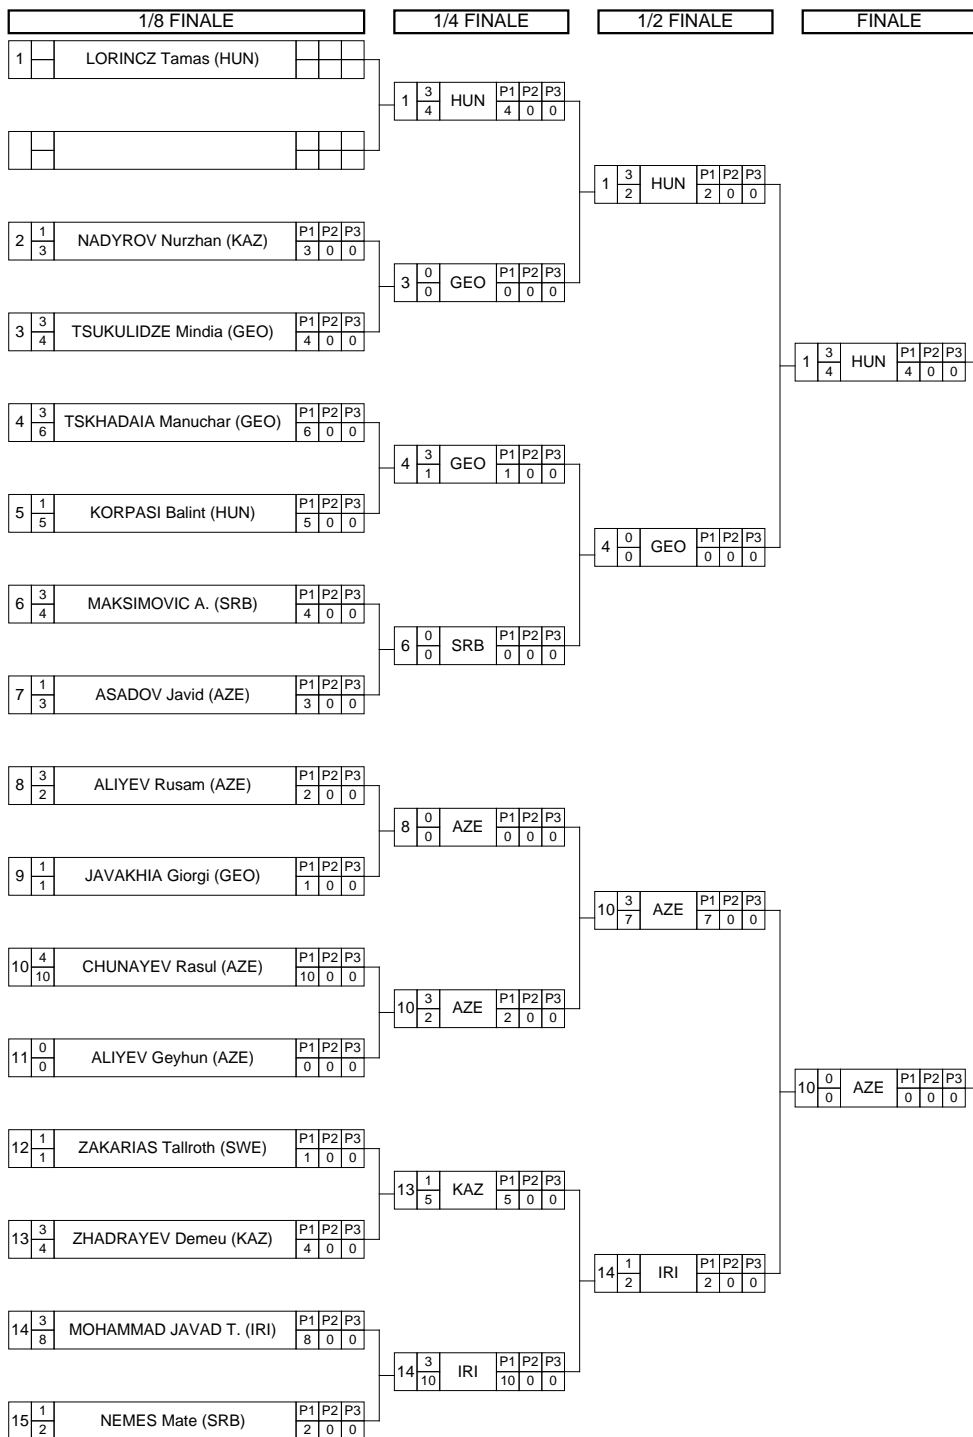 1/8 FINALE 1/4 FINALE 1/2 FINALE FINALE
1 LORINCZ Tamas (HUN)
1 3 HUN P1 P2 P3
4 4 0 0
1 3 HUN P1 P2 P3
2 2 0 0
2 1 NADYROV Nurzhan (KAZ) P1 P2 P3
3 3 0 0
3 0 GEO P1 P2 P3
0 0 0 0
3 3 TSUKULIDZE Mindia (GEO) P1 P2 P3
4 4 0 0
1 3 HUN P1 P2 P3
4 4 0 0
4 3 TSKHADAIA Manuchar (GEO) P1 P2 P3
6 6 0 0
4 3 GEO P1 P2 P3
1 1 0 0
5 1 KORPASI Balint (HUN) P1 P2 P3
5 5 0 0
4 0 GEO P1 P2 P3
0 0 0 0
6 3 MAKSIMOVIC A. (SRB) P1 P2 P3
4 4 0 0
6 0 SRB P1 P2 P3
0 0 0 0
7 1 ASADOV Javid (AZE) P1 P2 P3
3 3 0 0
8 3 ALIYEV Rusam (AZE) P1 P2 P3
2 2 0 0
8 0 AZE P1 P2 P3
0 0 0 0
9 1 JAVAKHIA Giorgi (GEO) P1 P2 P3
1 1 0 0
10 3 AZE P1 P2 P3
7 7 0 0
10 4 CHUNAYEV Rasul (AZE) P1 P2 P3
10 10 0 0
10 3 AZE P1 P2 P3
2 2 0 0
11 0 ALIYEV Geyhun (AZE) P1 P2 P3
0 0 0 0
10 0 AZE P1 P2 P3
0 0 0 0
12 1 ZAKARIAS Tallroth (SWE) P1 P2 P3
1 1 0 0
13 1 KAZ P1 P2 P3
5 5 0 0
13 3 ZHADRAYEV Demeu (KAZ) P1 P2 P3
4 4 0 0
14 1 IRI P1 P2 P3
2 2 0 0
14 3 MOHAMMAD JAVAD T. (IRI) P1 P2 P3
8 8 0 0
14 3 IRI P1 P2 P3
10 10 0 0
15 1 NEMES Mate (SRB) P1 P2 P3
2 2 0 0